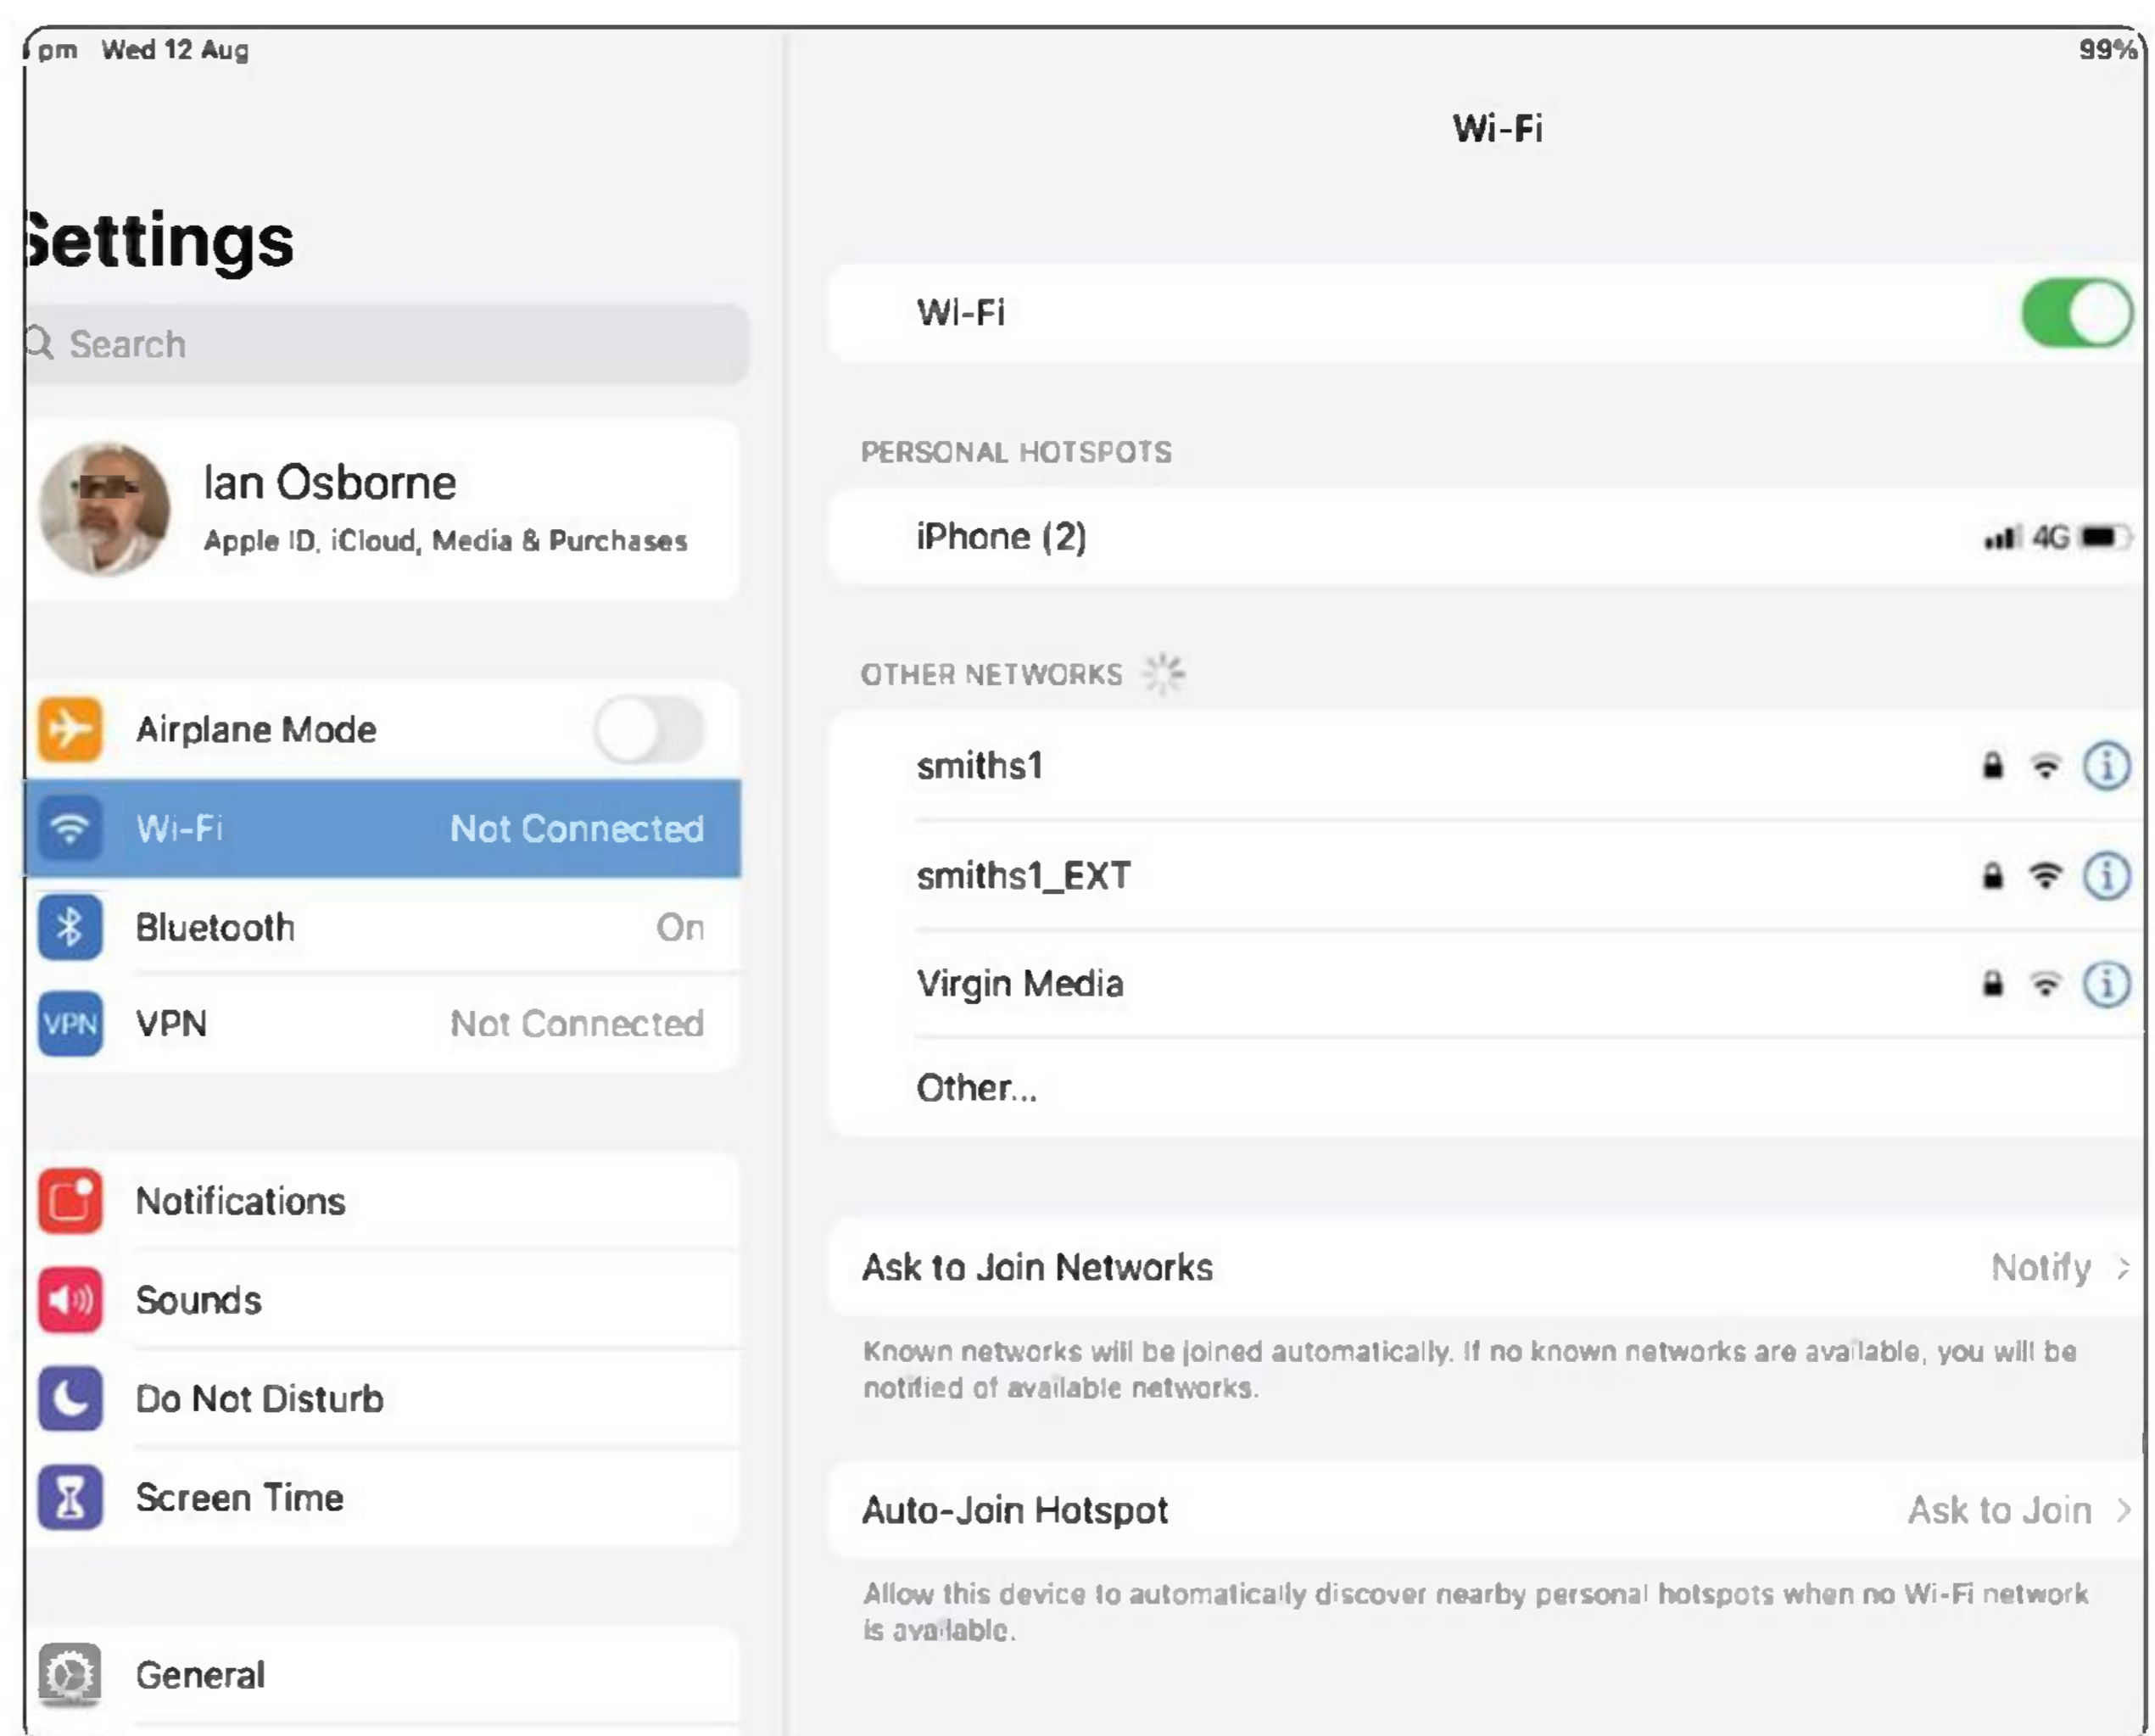 pm Wed 12 Aug
99%
Settings
Search
Ian Osborne
Apple ID, iCloud, Media & Purchases
Airplane Mode
Wi-Fi Not Connected
Bluetooth On
VPN VPN Not Connected
Notifications
Sounds
Do Not Disturb
Screen Time
General
Wi-Fi
Wi-Fi
PERSONAL HOTSPOTS
iPhone (2) 4G
OTHER NETWORKS
smiths1
smiths1_EXT
Virgin Media
Other...
Ask to Join Networks Notify >
Known networks will be joined automatically. If no known networks are available, you will be
notified of available networks.
Auto-Join Hotspot Ask to Join >
Allow this device to automatically discover nearby personal hotspots when no Wi-Fi network
is available.